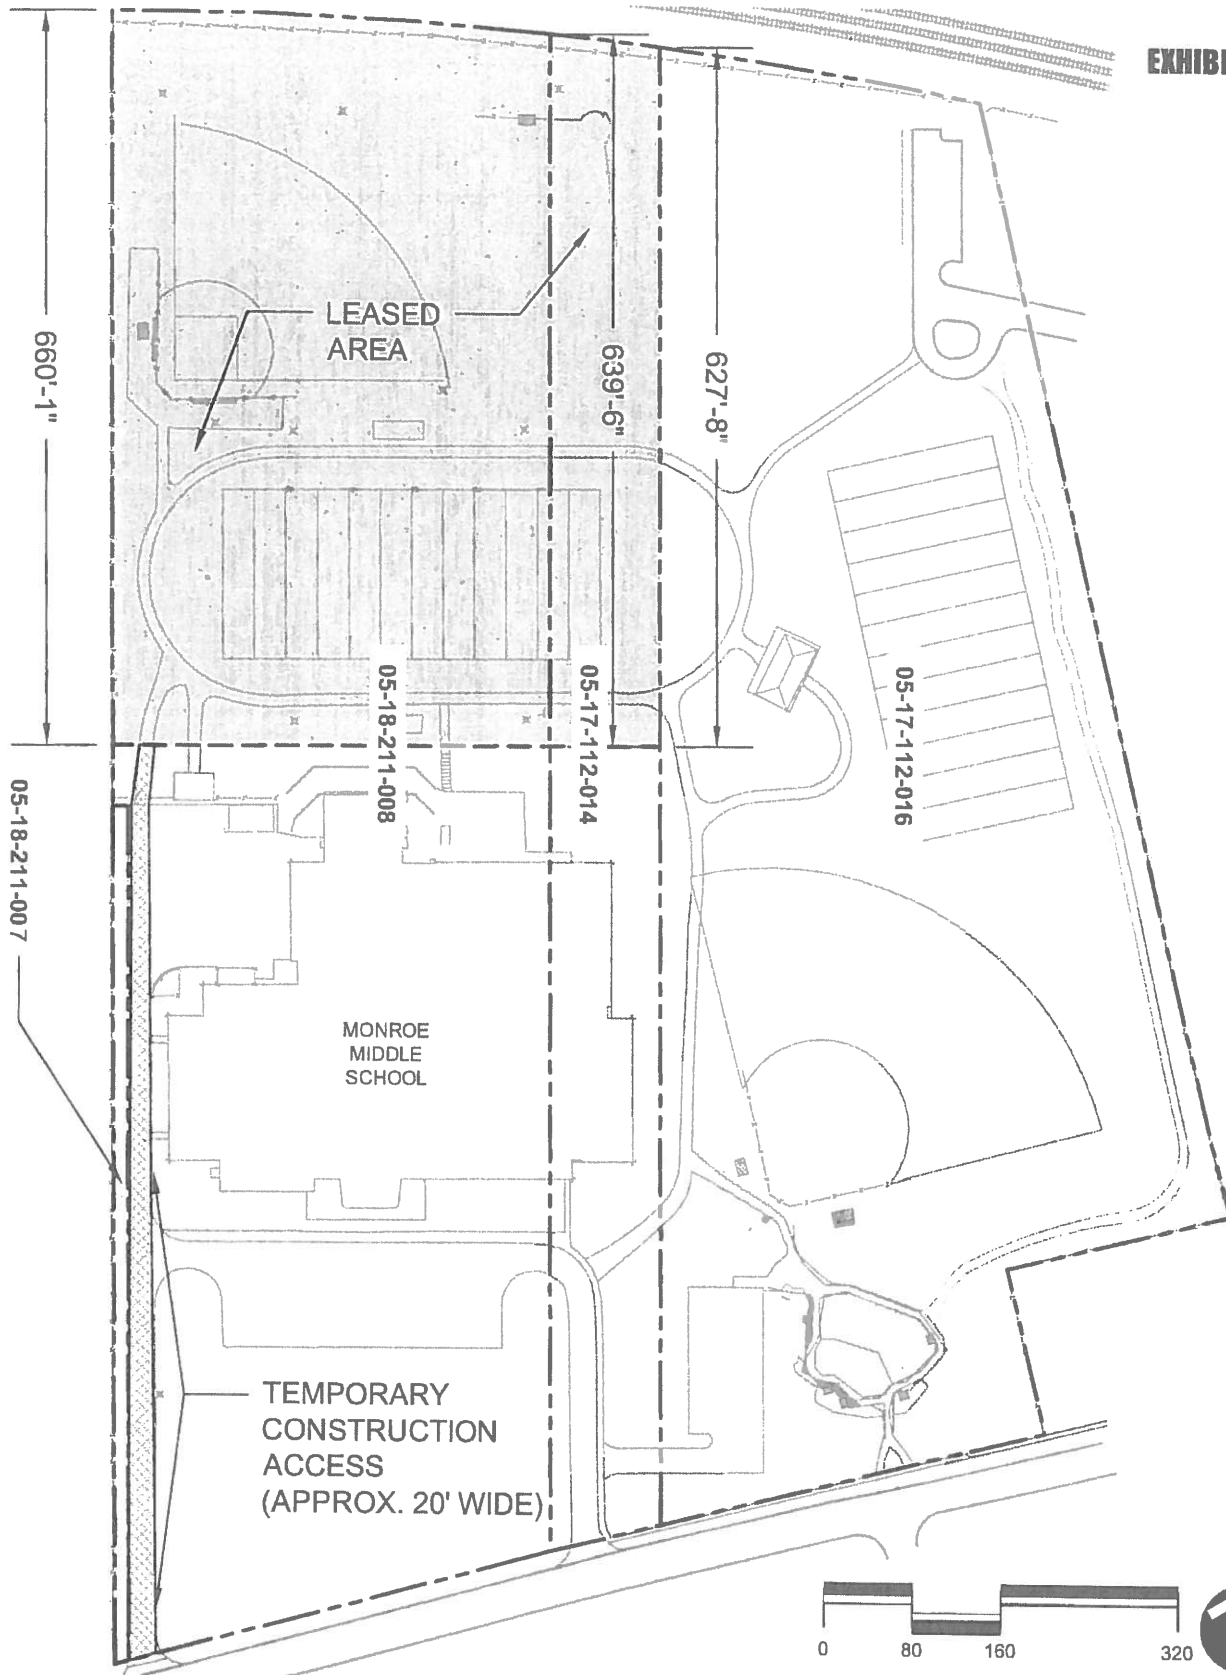 EXHIBI
LEASED
AREA
660'-1"
639'-6"
627'-8"
05-18-211-008
05-17-112-014
05-17-112-016
05-18-211-007
MONROE
MIDDLE
SCHOOL
TEMPORARY
CONSTRUCTION
ACCESS
(APPROX. 20' WIDE)
0 80 160 320